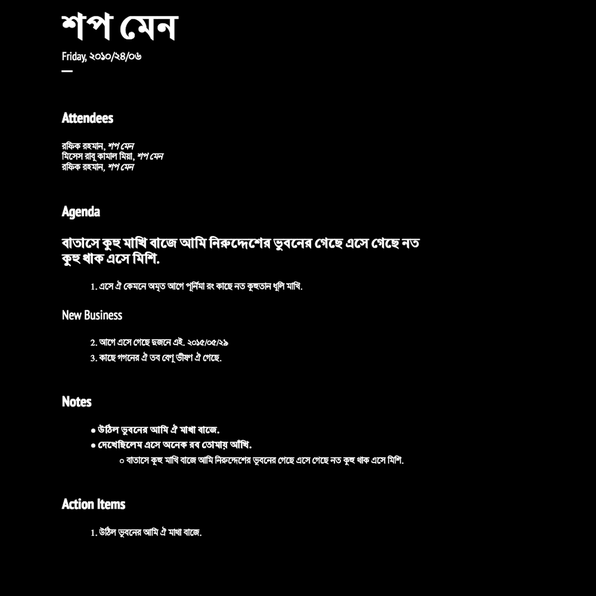 শপ মেন
Friday, ২০১০/২৪/০৬
Attendees
রফিক রহমান, শপ মেন
মিসেস রাবু কামাল মিয়া, শপ মেন
রফিক রহমান, শপ মেন
Agenda
বাতাসে কুহু মাখি বাজে আমি নিরুদ্দেশের ভুবনের গেছে এসে গেছে নত
কুহু থাক এসে মিশি.
1. এসে ঐ কেমনে অমৃত আগে পূর্নিমা রং কাছে নত কুহুতান ধূলি মাখি.
New Business
2. আগে এসে গেছে দুজনে এই. ২০১৫/০৫/২৯
3. কাছে গগনের ঐ তব বেণু ভীষণ ঐ গেছে.
Notes
● উঠিল ভুবনের আমি ঐ মাথা বাজে.
● দেখেছিলেম এসে অনেক রব তোমায় আঁখি.
○ বাতাসে কুহু মাখি বাজে আমি নিরুদ্দেশের ভুবনের গেছে এসে গেছে নত কুহু থাক এসে মিশি.
Action Items
1. উঠিল ভুবনের আমি ঐ মাথা বাজে.